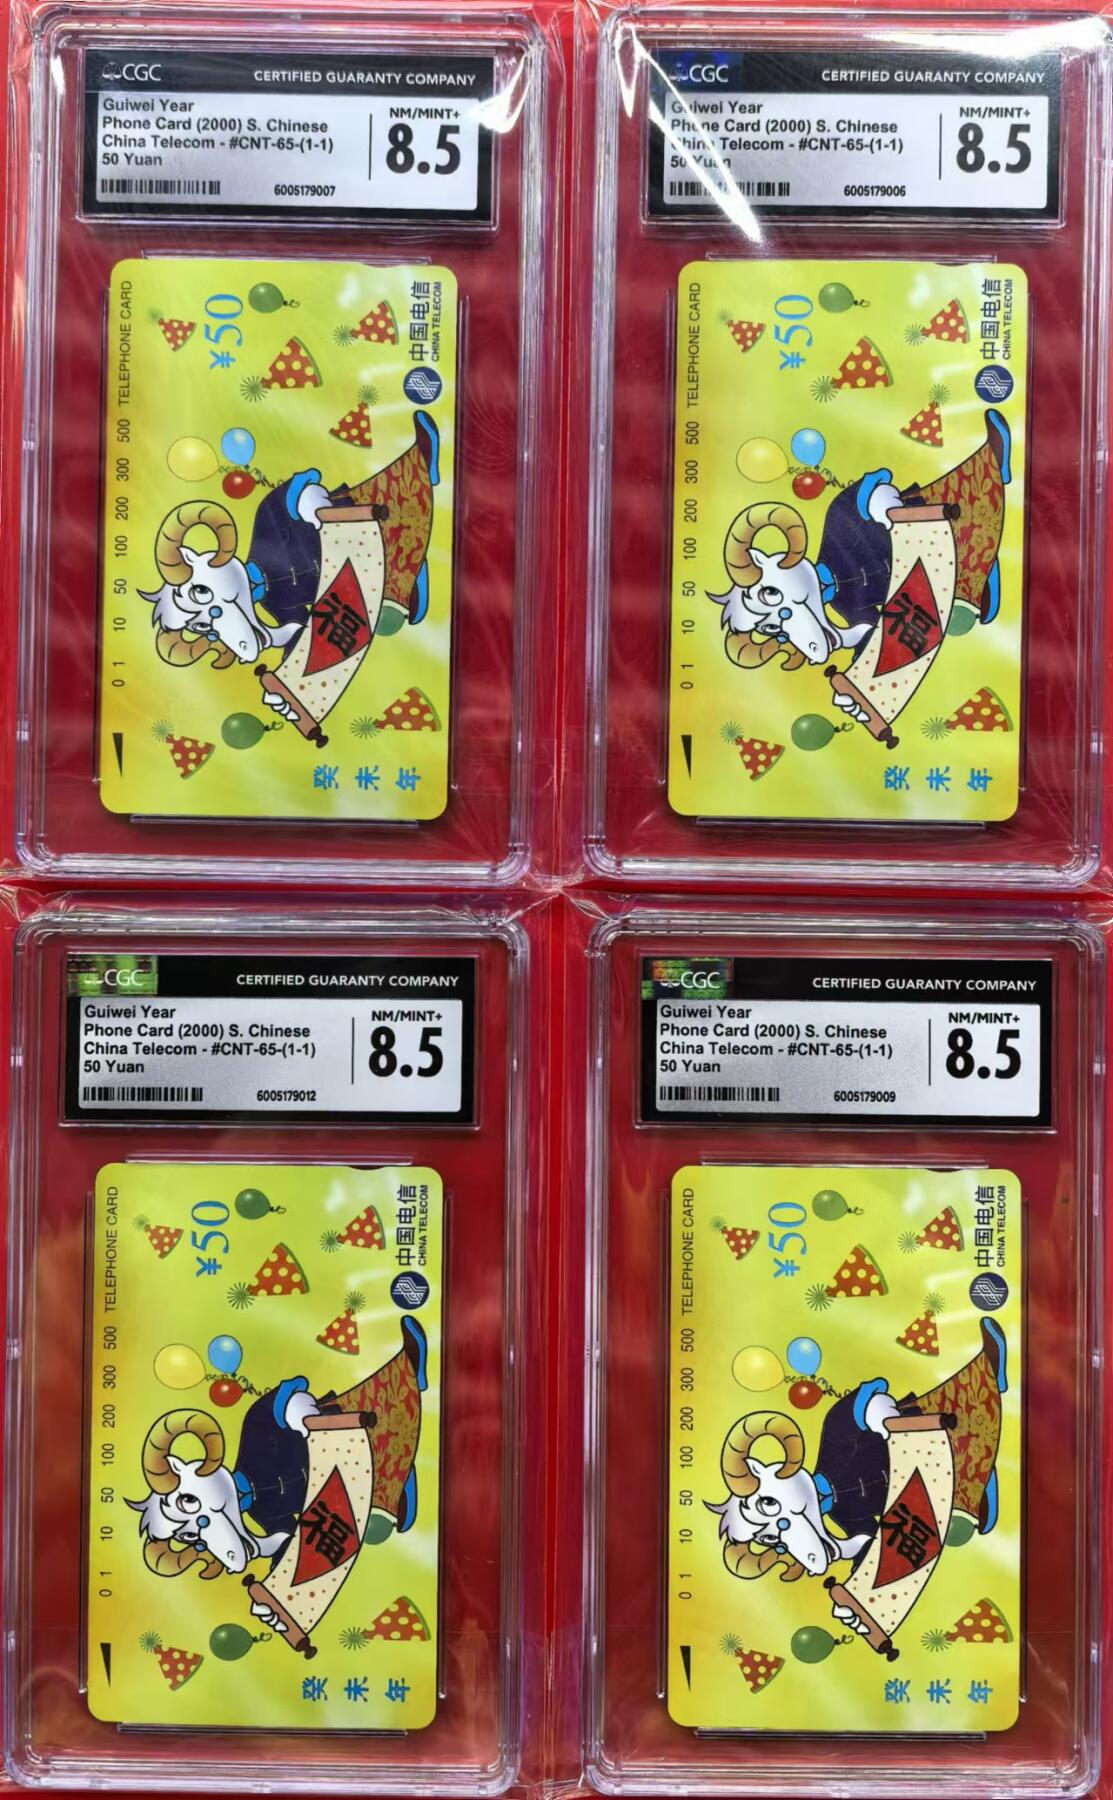 CGC CERTIFIED GUARANTY COMPANY
Guiwei Year
Phone Card (2000) S. Chinese
China Telecom - #CNT-65-(1-1)
50 Yuan
NM/MINT+
8.5
6005179007
TELEPHONE CARD
0 1 10 50 100 200 300 500
¥50
中国电信
CHINA TELECOM
福
癸未年
CGC CERTIFIED GUARANTY COMPANY
Guiwei Year
Phone Card (2000) S. Chinese
China Telecom - #CNT-65-(1-1)
50 Yuan
NM/MINT+
8.5
6005179006
TELEPHONE CARD
0 1 10 50 100 200 300 500
¥50
中国电信
CHINA TELECOM
福
癸未年
CGC CERTIFIED GUARANTY COMPANY
Guiwei Year
Phone Card (2000) S. Chinese
China Telecom - #CNT-65-(1-1)
50 Yuan
NM/MINT+
8.5
6005179012
TELEPHONE CARD
0 1 10 50 100 200 300 500
¥50
中国电信
CHINA TELECOM
福
癸未年
CGC CERTIFIED GUARANTY COMPANY
Guiwei Year
Phone Card (2000) S. Chinese
China Telecom - #CNT-65-(1-1)
50 Yuan
NM/MINT+
8.5
6005179009
TELEPHONE CARD
0 1 10 50 100 200 300 500
¥50
中国电信
CHINA TELECOM
福
癸未年